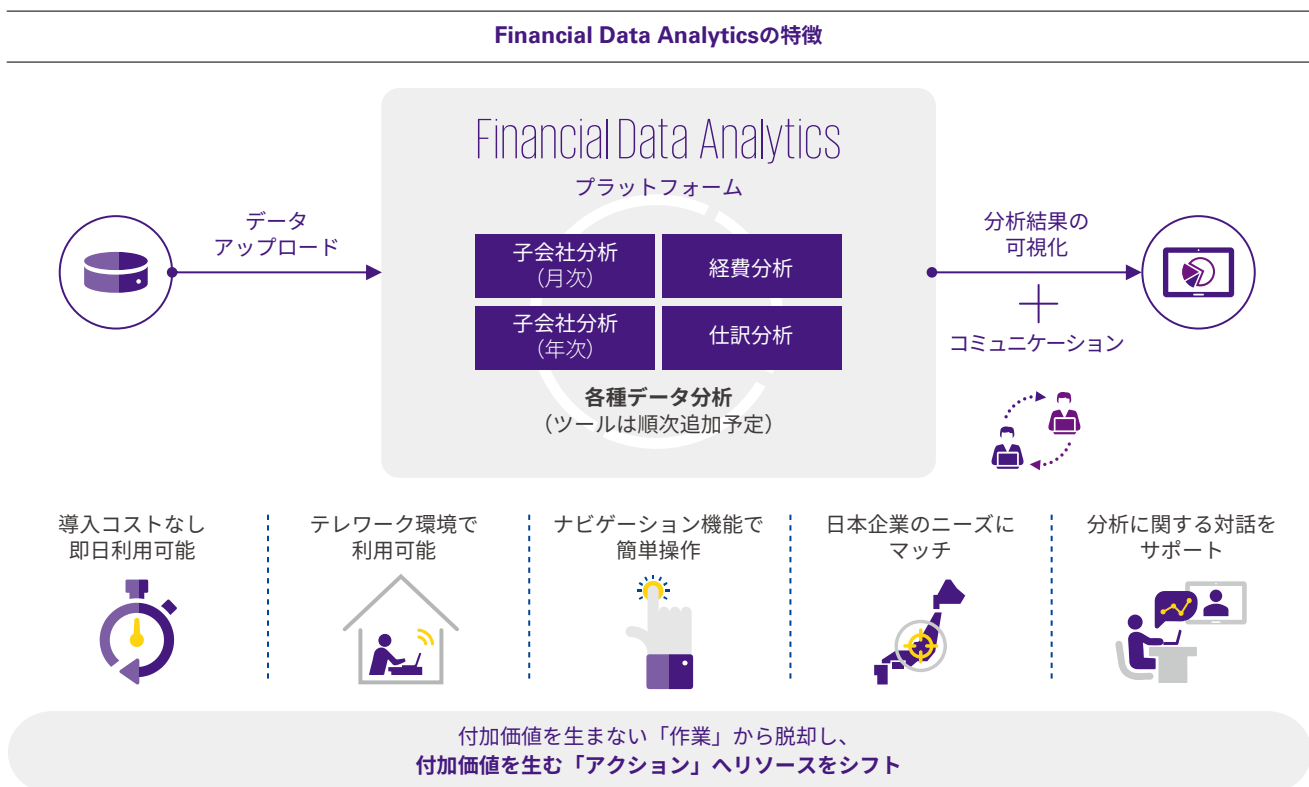 Financial Data Analyticsの特徴
Financial Data Analytics
プラットフォーム
データ
アップロード
子会社分析
（月次）
経費分析
子会社分析
（年次）
仕訳分析
各種データ分析
（ツールは順次追加予定）
分析結果の
可視化
コミュニケーション
導入コストなし
即日利用可能
テレワーク環境で
利用可能
ナビゲーション機能で
簡単操作
日本企業のニーズに
マッチ
分析に関する対話を
サポート
付加価値を生まない「作業」から脱却し、
付加価値を生む「アクション」へリソースをシフト